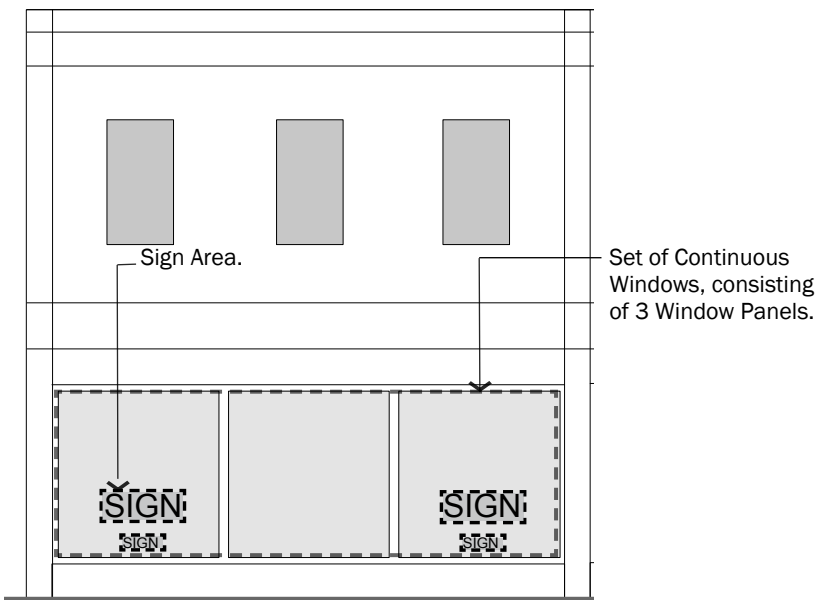 Sign Area.
Set of Continuous
Windows, consisting
of 3 Window Panels.
SIGN
SIGN
SIGN
SIGN